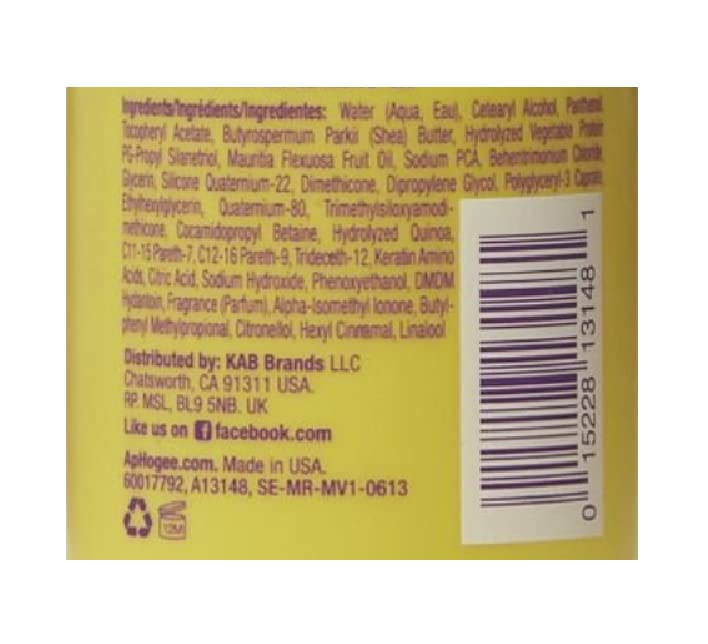 Ingredients/Ingrédients/Ingredientes: Water (Aqua, Eau), Cetearyl Alcohol, Panthenol,
Tocopheryl Acetate, Butyrospermum Parkii (Shea) Butter, Hydrolyzed Vegetable Protein
PG-Propyl Silanetriol, Mauritia Flexuosa Fruit Oil, Sodium PCA, Behentrimonium Chloride,
Glycerin, Silicone Quaternium-22, Dimethicone, Dipropylene Glycol, Polyglyceryl-3 Caprate,
Ethylhexylglycerin, Quaternium-80, Trimethylsiloxyamodi-
methicone, Cocamidopropyl Betaine, Hydrolyzed Quinoa,
C11-15 Pareth-7, C12-16 Pareth-9, Trideceth-12, Keratin Amino
Acids, Citric Acid, Sodium Hydroxide, Phenoxyethanol, DMDM
Hydantoin, Fragrance (Parfum), Alpha-Isomethyl Ionone, Butyl-
phenyl Methylpropional, Citronellol, Hexyl Cinnamal, Linalool
Distributed by: KAB Brands LLC
Chatsworth, CA 91311 USA.
RP. MSL, BL9 5NB. UK
Like us on f facebook.com
ApHogee.com. Made in USA.
60017792, A13148, SE-MR-MV1-0613
12M
0 15228 13148 1